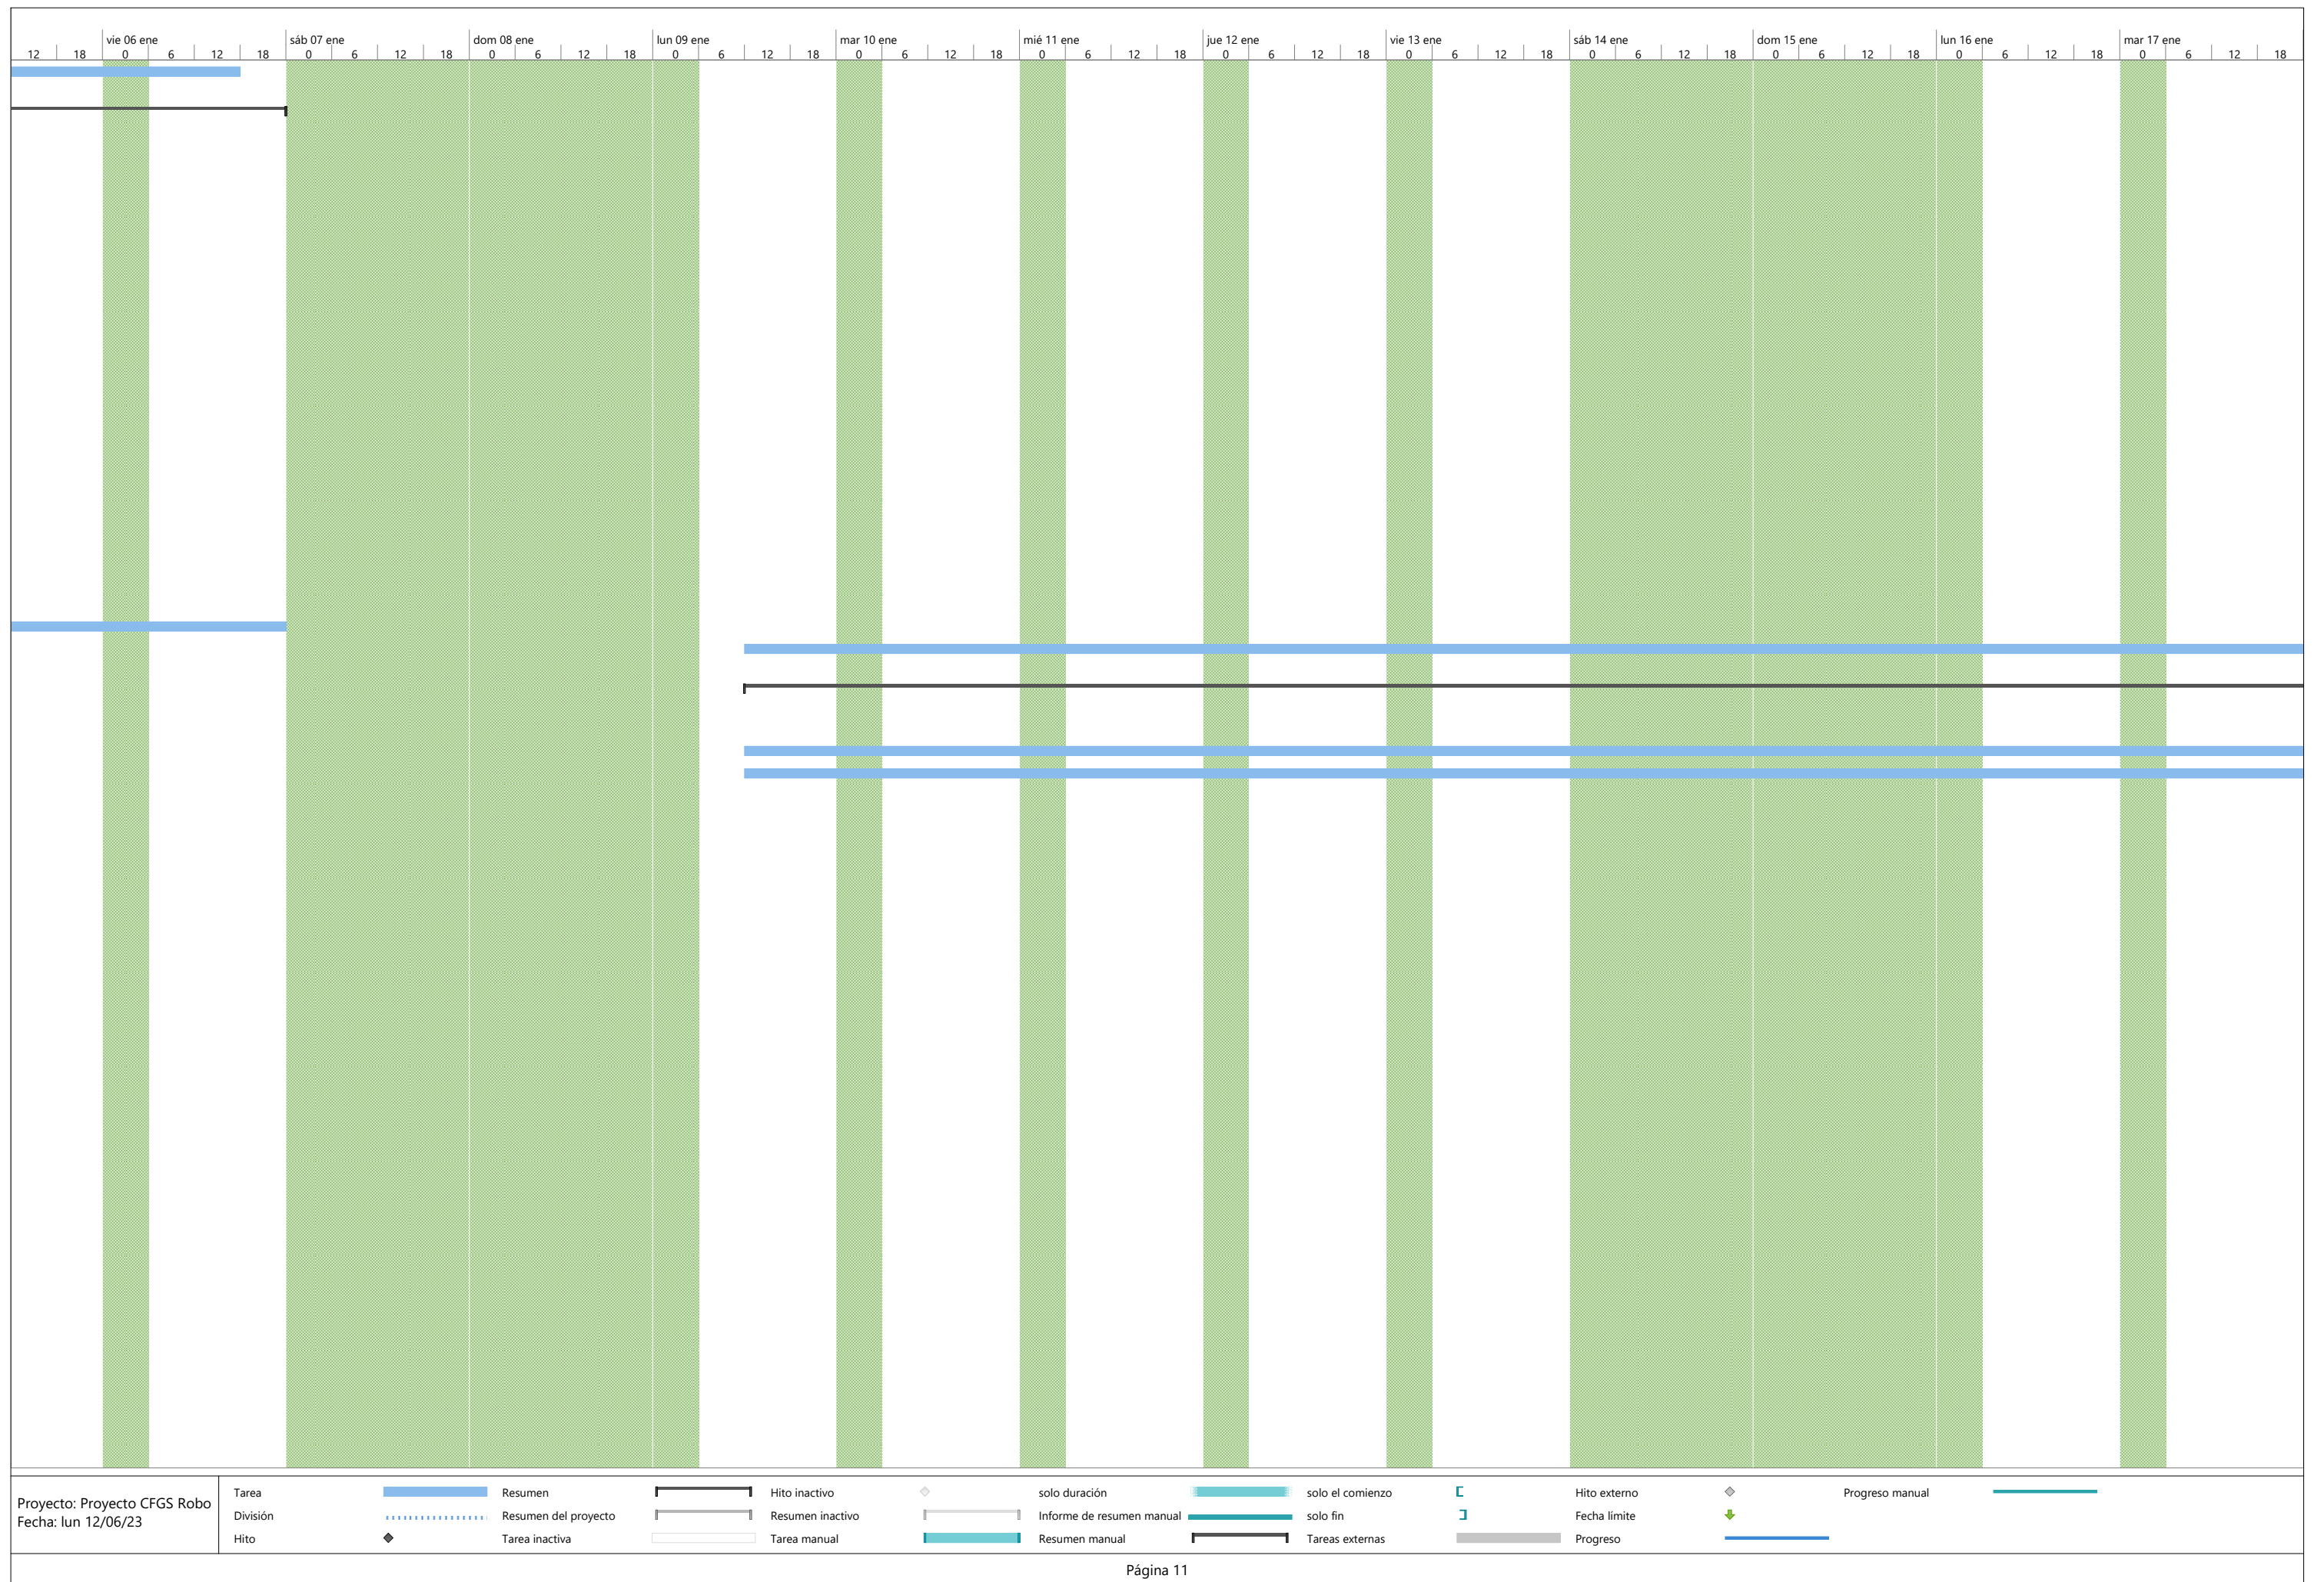 vie 06 ene sáb 07 ene dom 08 ene lun 09 ene mar 10 ene mié 11 ene jue 12 ene vie 13 ene sáb 14 ene dom 15 ene lun 16 ene mar 17 ene
12 18 0 6 12 18 0 6 12 18 0 6 12 18 0 6 12 18 0 6 12 18 0 6 12 18 0 6 12 18 0 6 12 18 0 6 12 18 0 6 12 18 0 6 12 18 0 6 12 18
Proyecto: Proyecto CFGS Robo
Fecha: lun 12/06/23
Tarea Resumen Hito inactivo solo duración solo el comienzo Hito externo Progreso manual
División Resumen del proyecto Resumen inactivo Informe de resumen manual solo fin Fecha límite
Hito Tarea inactiva Tarea manual Resumen manual Tareas externas Progreso
Página 11